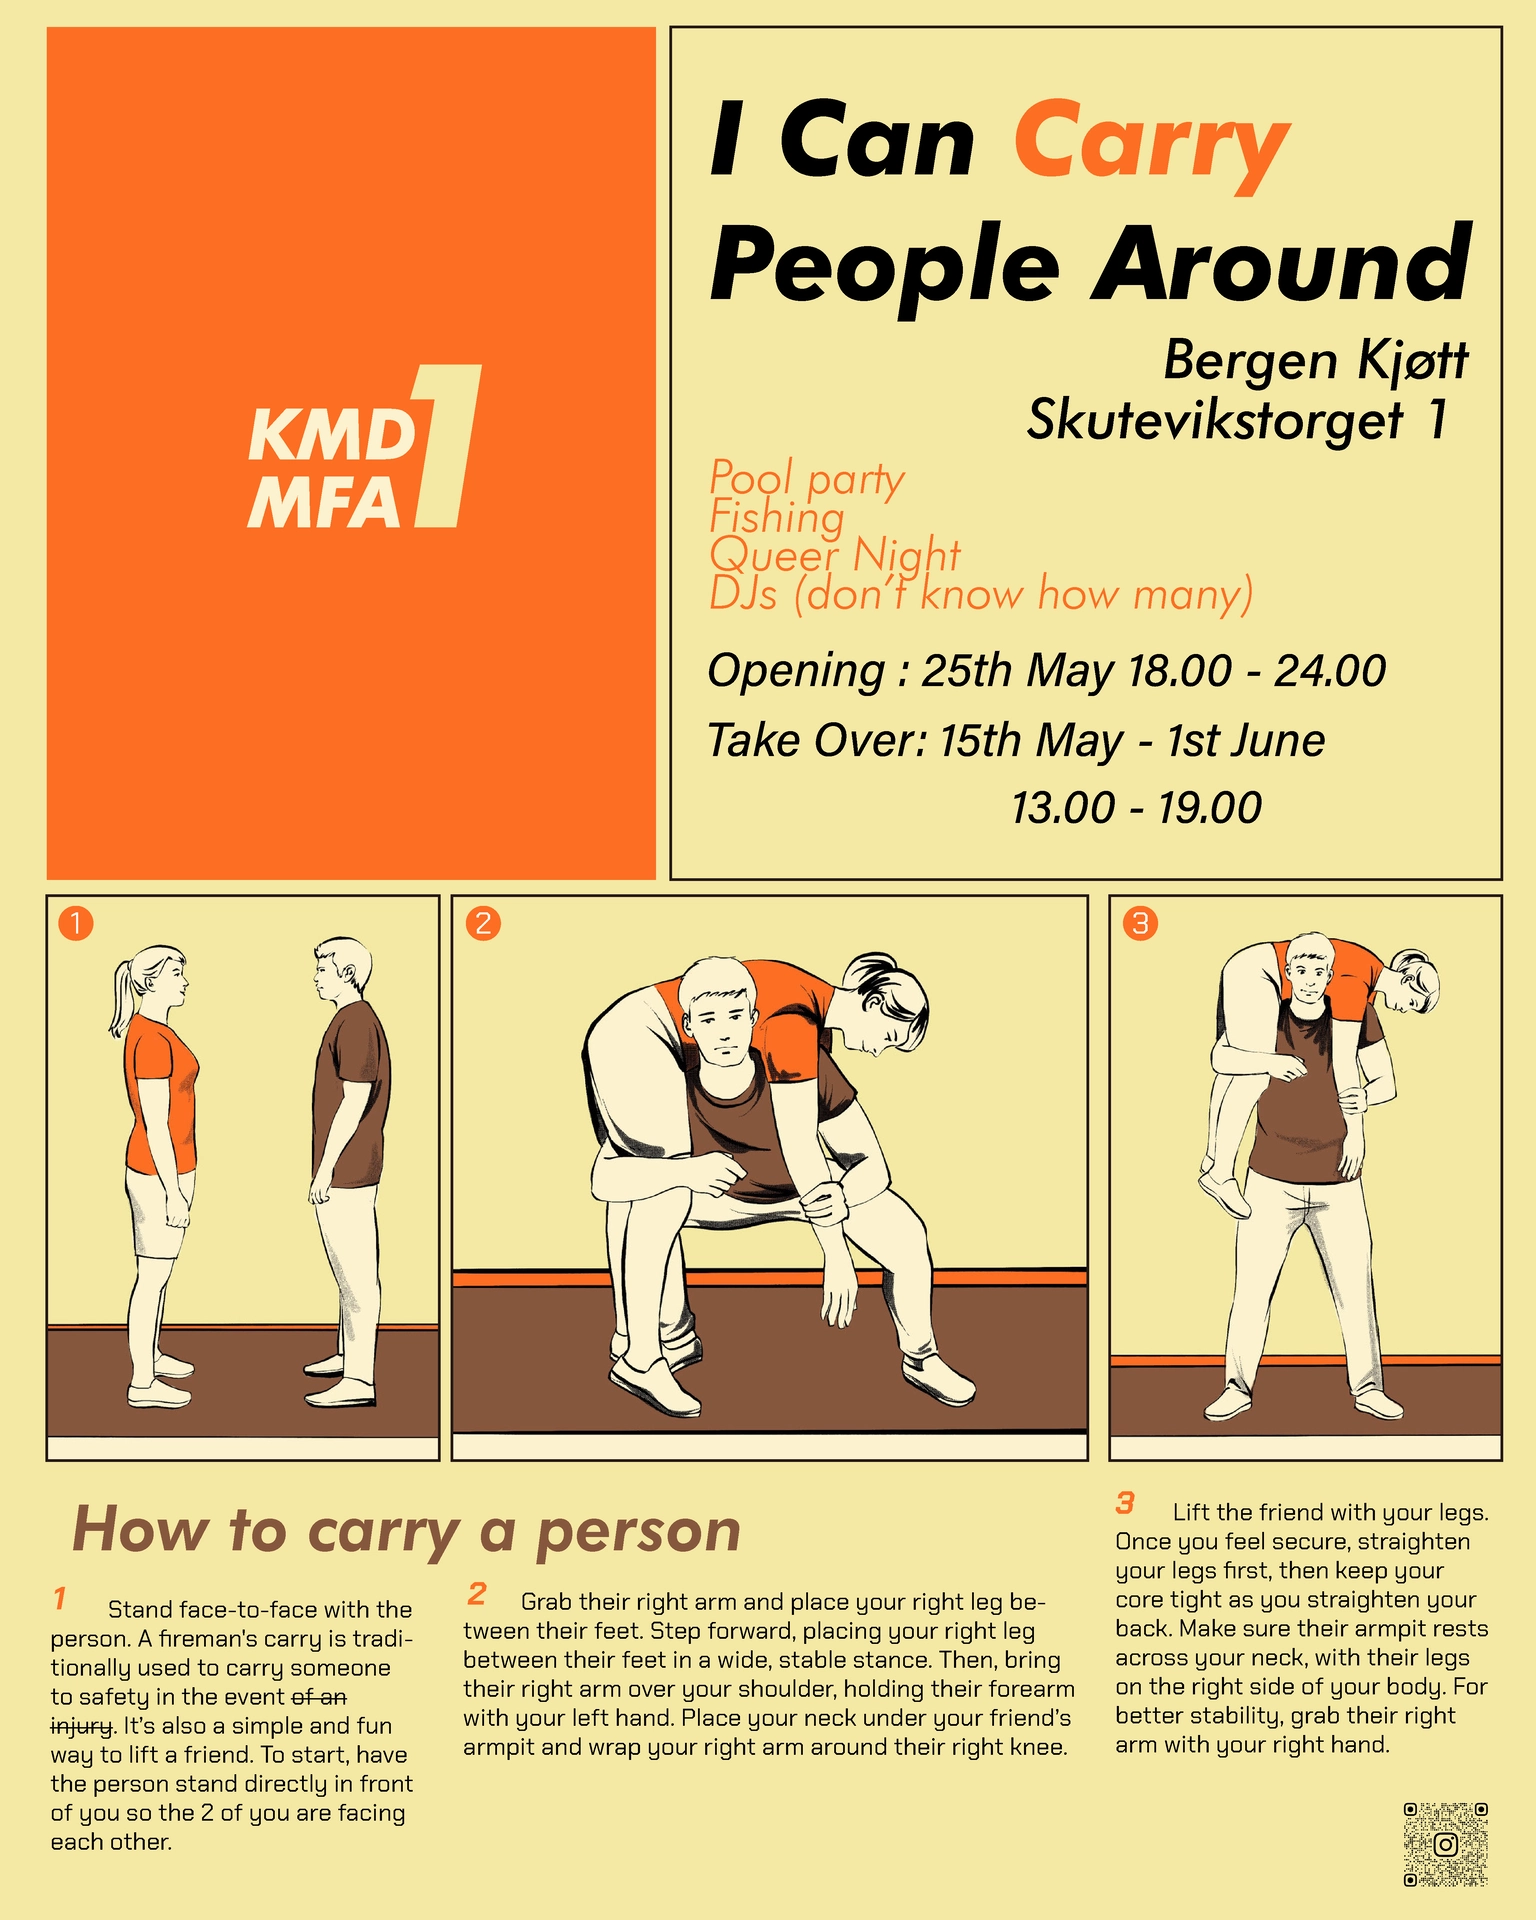 KMD
MFA
1
I Can Carry
People Around
Bergen Kjøtt
Skutevikstorget 1
Pool party
Fishing
Queer Night
DJs (don't know how many)
Opening : 25th May 18.00 - 24.00
Take Over: 15th May - 1st June
13.00 - 19.00
1
2
3
How to carry a person
1 Stand face-to-face with the
person. A fireman's carry is tradi-
tionally used to carry someone
to safety in the event of an
injury. It's also a simple and fun
way to lift a friend. To start, have
the person stand directly in front
of you so the 2 of you are facing
each other.
2 Grab their right arm and place your right leg be-
tween their feet. Step forward, placing your right leg
between their feet in a wide, stable stance. Then, bring
their right arm over your shoulder, holding their forearm
with your left hand. Place your neck under your friend's
armpit and wrap your right arm around their right knee.
3 Lift the friend with your legs.
Once you feel secure, straighten
your legs first, then keep your
core tight as you straighten your
back. Make sure their armpit rests
across your neck, with their legs
on the right side of your body. For
better stability, grab their right
arm with your right hand.